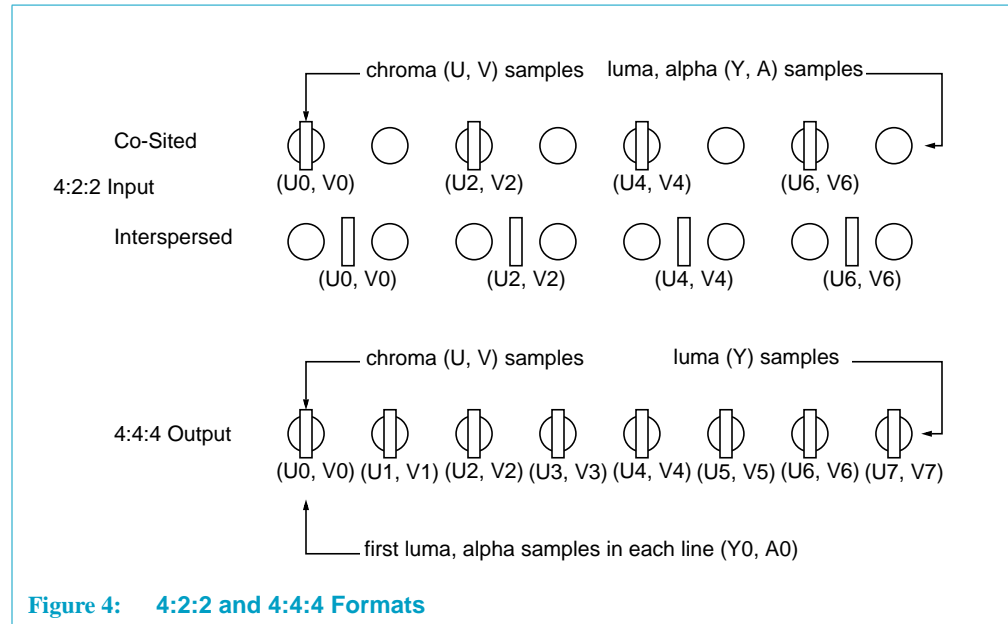 chroma (U, V) samples luma, alpha (Y, A) samples
Co-Sited
(U0, V0) (U2, V2) (U4, V4) (U6, V6)
4:2:2 Input
Interspersed
(U0, V0) (U2, V2) (U4, V4) (U6, V6)
chroma (U, V) samples luma (Y) samples
4:4:4 Output
(U0, V0) (U1, V1) (U2, V2) (U3, V3) (U4, V4) (U5, V5) (U6, V6) (U7, V7)
first luma, alpha samples in each line (Y0, A0)
Figure 4: 4:2:2 and 4:4:4 Formats